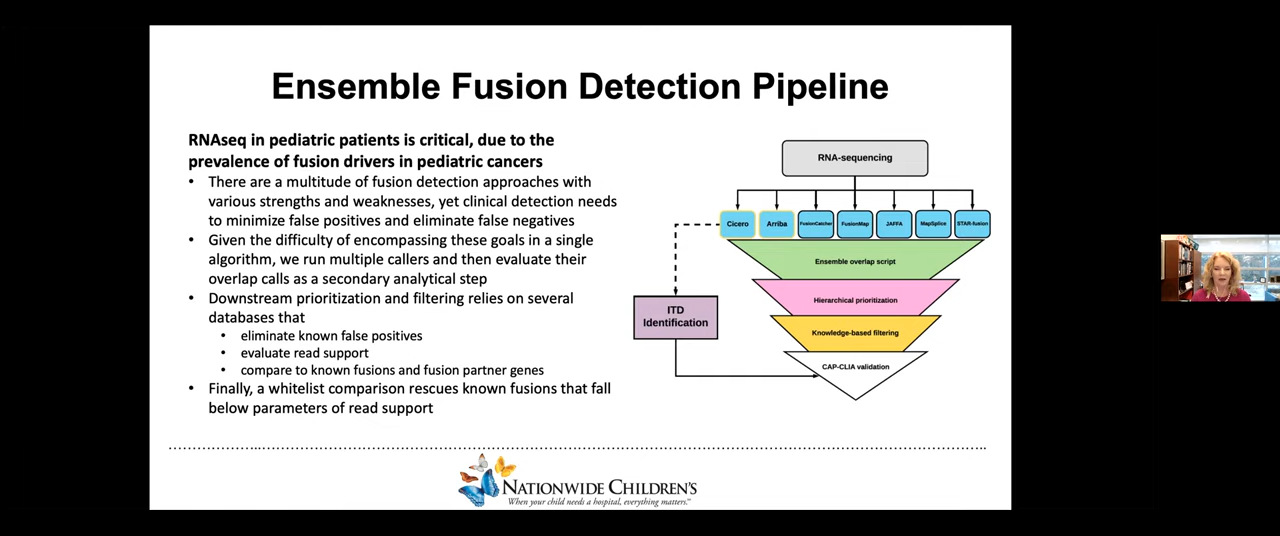 Ensemble Fusion Detection Pipeline
RNAseq in pediatric patients is critical, due to the
prevalence of fusion drivers in pediatric cancers
• There are a multitude of fusion detection approaches with
various strengths and weaknesses, yet clinical detection needs
to minimize false positives and eliminate false negatives
• Given the difficulty of encompassing these goals in a single
algorithm, we run multiple callers and then evaluate their
overlap calls as a secondary analytical step
• Downstream prioritization and filtering relies on several
databases that
• eliminate known false positives
• evaluate read support
• compare to known fusions and fusion partner genes
• Finally, a whitelist comparison rescues known fusions that fall
below parameters of read support
RNA-sequencing
Cicero
Arriba
FusionCatcher
FusionMap
JAFFA
MapSplice
STAR-fusion
Ensemble overlap script
Hierarchical prioritization
Knowledge-based filtering
CAP-CLIA validation
ITD
Identification
NATIONWIDE CHILDREN'S
When your child needs a hospital, everything matters.℠